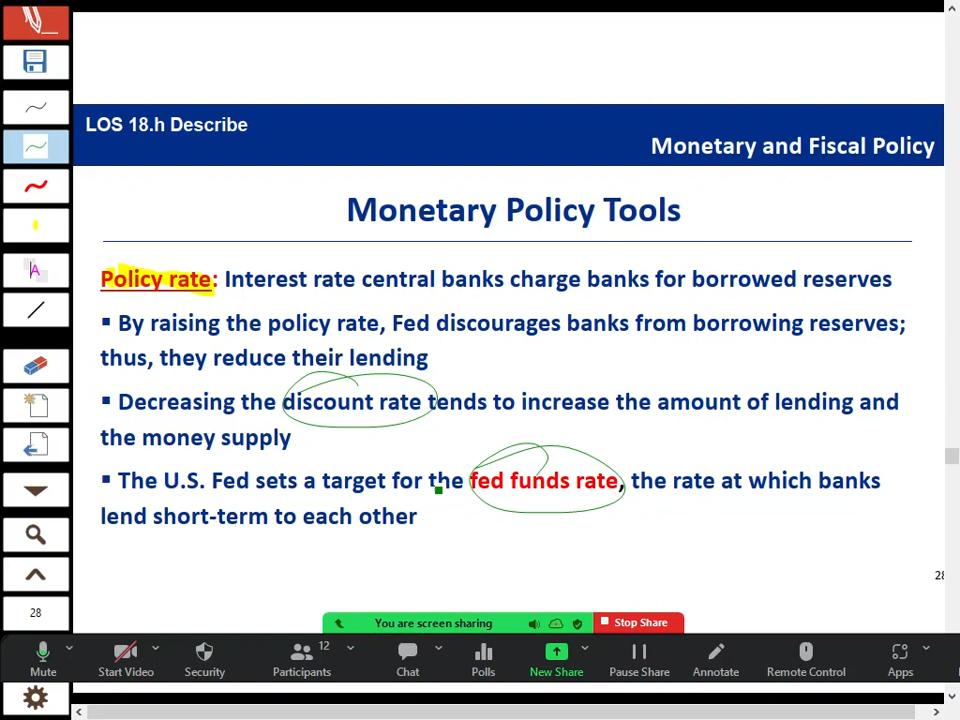 LOS 18.h Describe
Monetary and Fiscal Policy
Monetary Policy Tools
Policy rate: Interest rate central banks charge banks for borrowed reserves
▪ By raising the policy rate, Fed discourages banks from borrowing reserves;
thus, they reduce their lending
▪ Decreasing the discount rate tends to increase the amount of lending and
the money supply
▪ The U.S. Fed sets a target for the fed funds rate, the rate at which banks
lend short-term to each other
28
A
28
You are screen sharing
Stop Share
12
Mute
Start Video
Security
Participants
Chat
Polls
New Share
Pause Share
Annotate
Remote Control
Apps